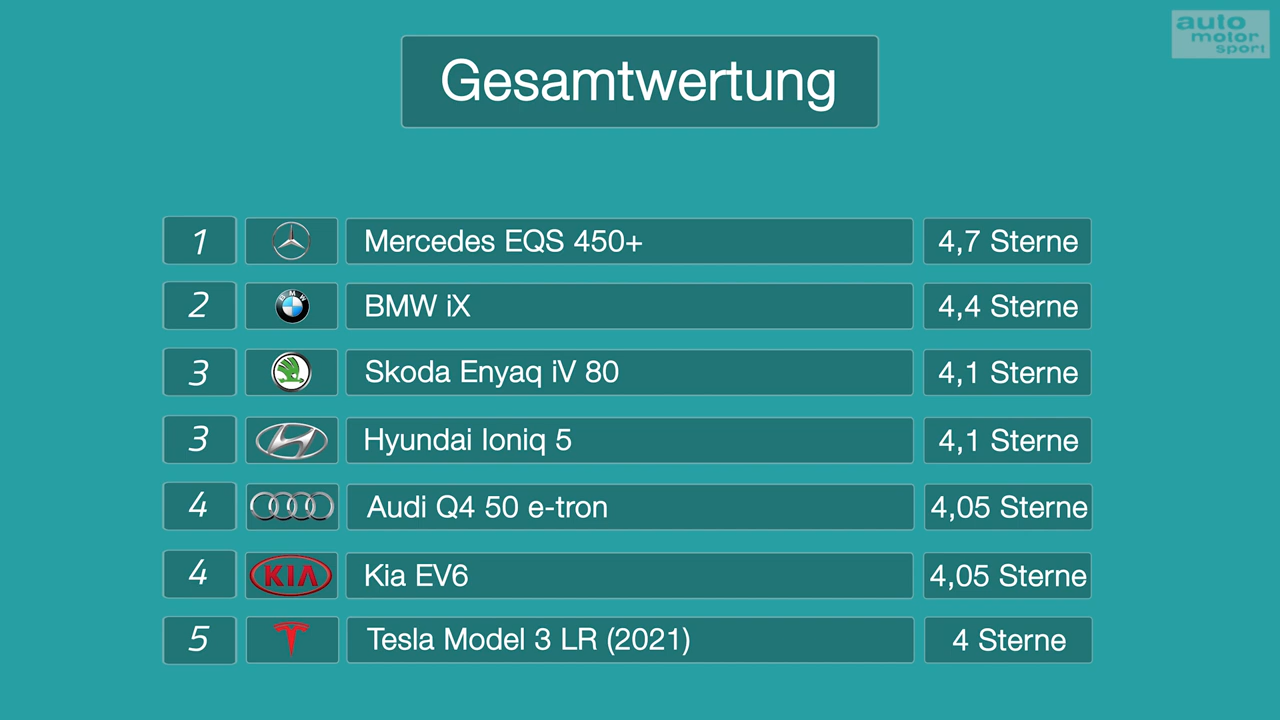 auto
motor
sport
Gesamtwertung
1 Mercedes EQS 450+ 4,7 Sterne
2 BMW BMW iX 4,4 Sterne
3 Skoda Enyaq iV 80 4,1 Sterne
3 Hyundai Ioniq 5 4,1 Sterne
4 Audi Q4 50 e-tron 4,05 Sterne
4 KIA Kia EV6 4,05 Sterne
5 Tesla Model 3 LR (2021) 4 Sterne